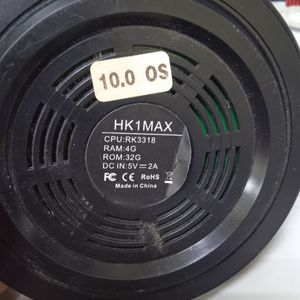 10.0 OS
HK1MAX
CPU:RK3318
RAM:4G
ROM:32G
DC IN:5V⎓2A
CE FC RoHS
Made in China